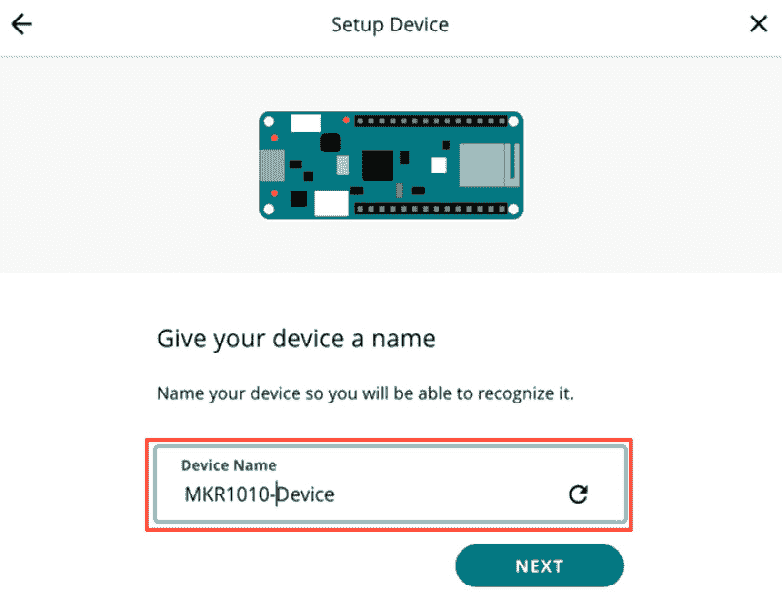 Setup Device
Give your device a name
Name your device so you will be able to recognize it.
Device Name
MKR1010-Device
NEXT